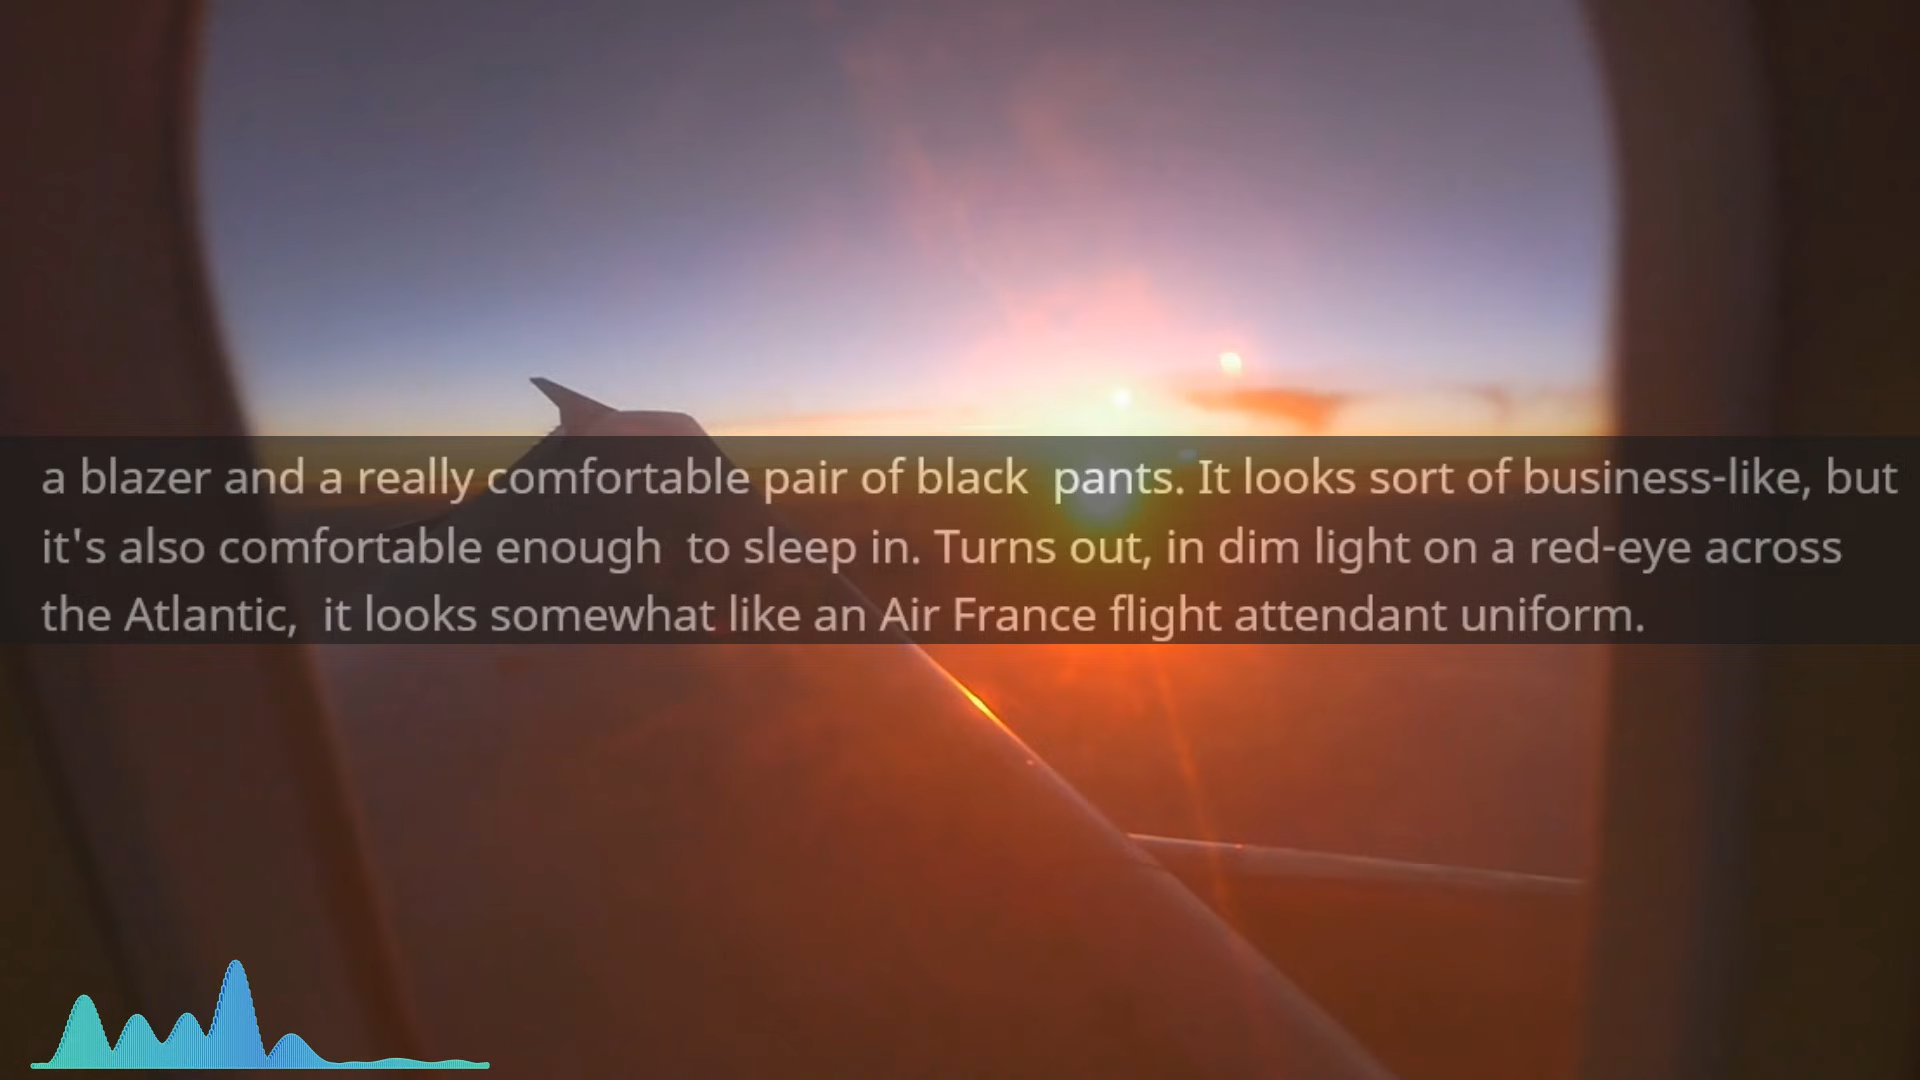 a blazer and a really comfortable pair of black  pants. It looks sort of business-like, but
it's also comfortable enough  to sleep in. Turns out, in dim light on a red-eye across
the Atlantic,  it looks somewhat like an Air France flight attendant uniform.